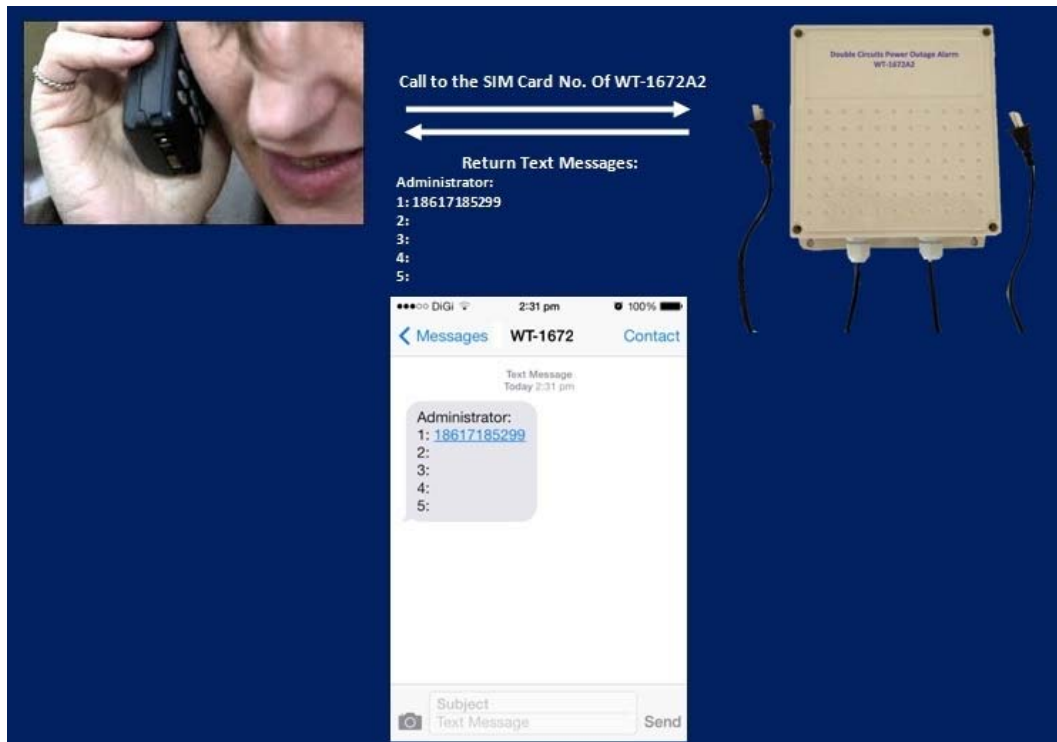 Call to the SIM Card No. Of WT-1672A2
Return Text Messages:
Administrator:
1: 18617185299
2:
3:
4:
5:
Double Circuits Power Outage Alarm
WT-1672A2
DiGi 2:31 pm 100%
Messages WT-1672 Contact
Text Message
Today 2:31 pm
Administrator:
1: 18617185299
2:
3:
4:
5:
Subject
Text Message Send